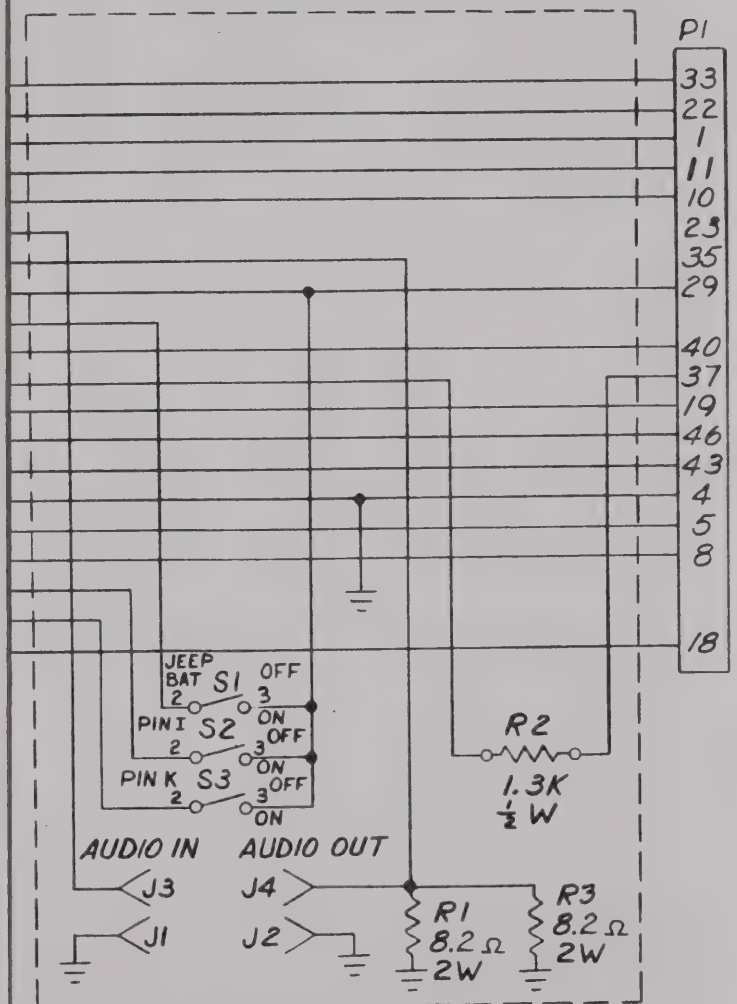 P1
33
22
1
11
10
23
35
29
40
37
19
46
43
4
5
8
18
JEEP
BAT S1 OFF
2 3
ON
PIN I S2 OFF
2 3
ON
PIN K S3 OFF
2 3
ON
R2
1.3K
½ W
AUDIO IN AUDIO OUT
J3 J4
J1 J2
R1
8.2 Ω
2W
R3
8.2 Ω
2W